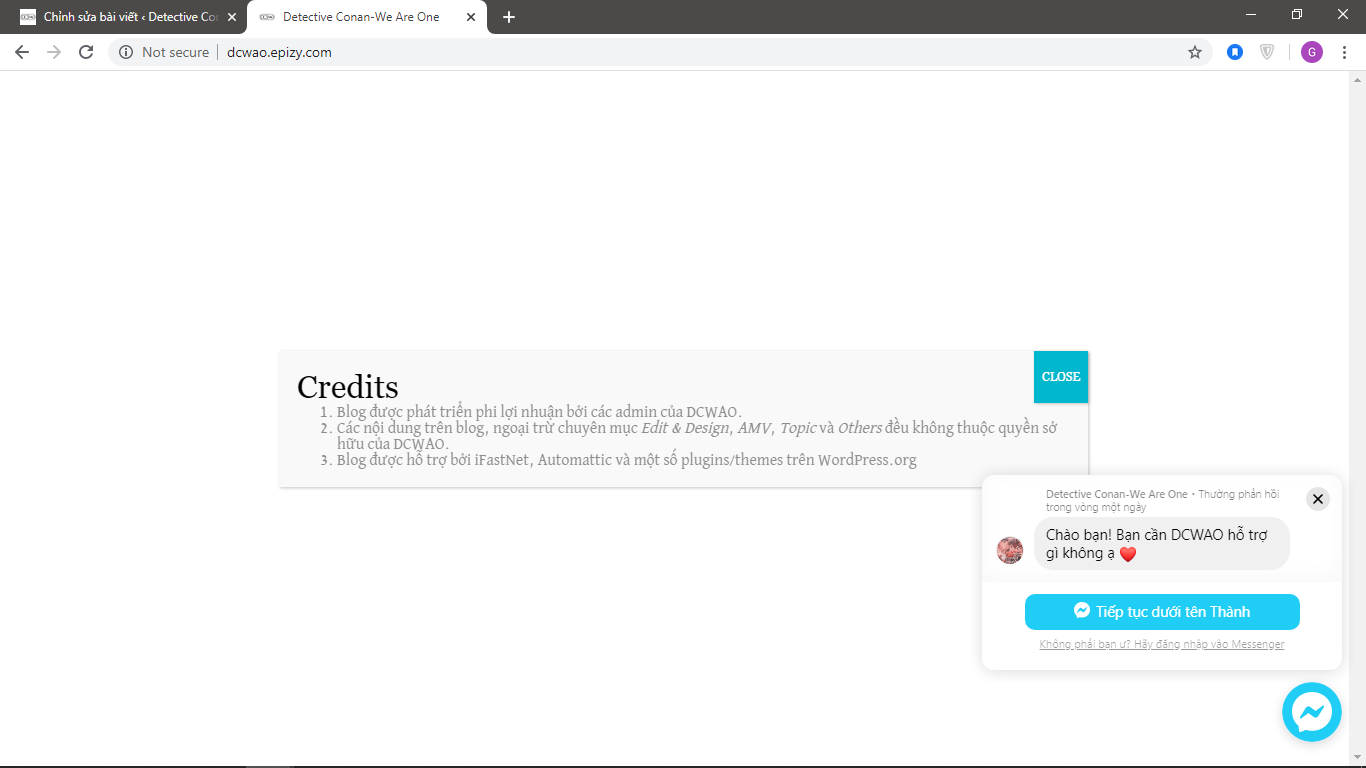 Chỉnh sửa bài viết ‹ Detective Co
Detective Conan-We Are One
Not secure
dcwao.epizy.com
G
Credits
CLOSE
1. Blog được phát triển phi lợi nhuận bởi các admin của DCWAO.
2. Các nội dung trên blog, ngoại trừ chuyên mục Edit & Design, AMV, Topic và Others đều không thuộc quyền sở
hữu của DCWAO.
3. Blog được hỗ trợ bởi iFastNet, Automattic và một số plugins/themes trên WordPress.org
Detective Conan-We Are One · Thường phản hồi
trong vòng một ngày
Chào bạn! Bạn cần DCWAO hỗ trợ
gì không ạ ❤️
Tiếp tục dưới tên Thành
Không phải bạn ư? Hãy đăng nhập vào Messenger